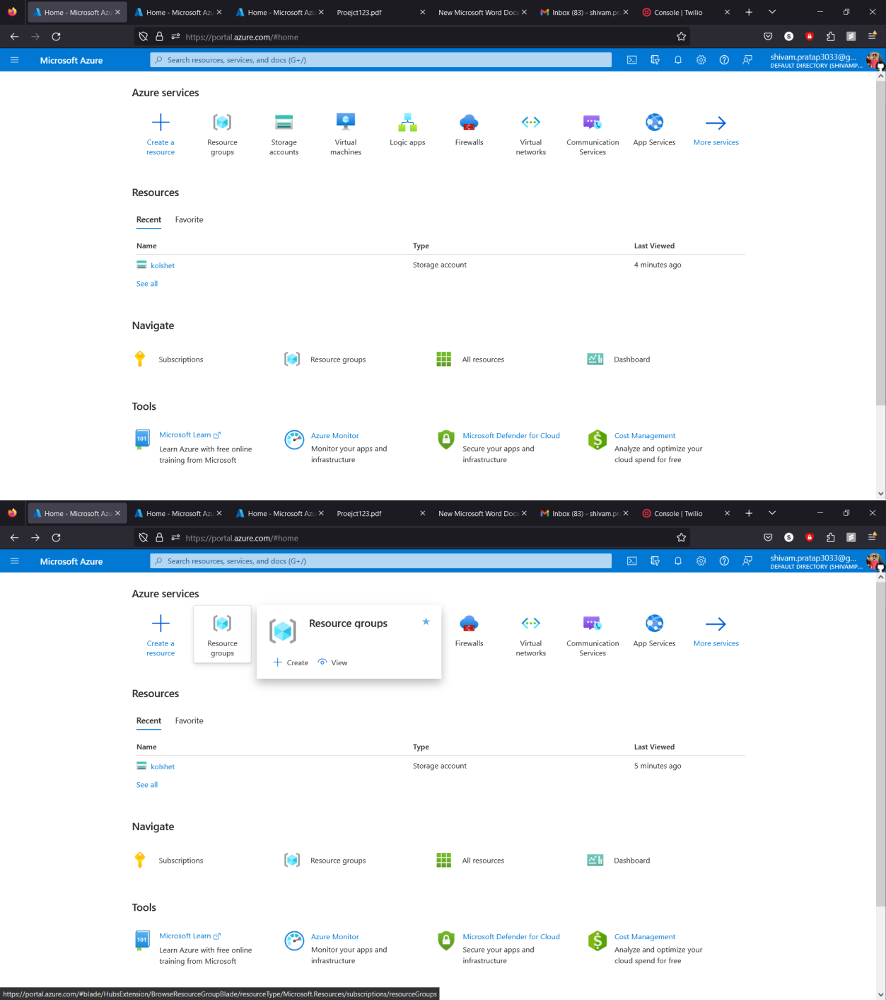 Home - Microsoft Azu
Home - Microsoft Azu
Home - Microsoft Azu
Proejct123.pdf
New Microsoft Word Docu
Inbox (83) - shivam.pra
Console | Twilio
https://portal.azure.com/#home
Microsoft Azure
Search resources, services, and docs (G+/)
shivam.pratap3033@g...
DEFAULT DIRECTORY (SHIVAMP...
Azure services
Create a resource
Resource groups
Storage accounts
Virtual machines
Logic apps
Firewalls
Virtual networks
Communication Services
App Services
More services
Resources
Recent Favorite
Name Type Last Viewed
kolshet Storage account 4 minutes ago
See all
Navigate
Subscriptions
Resource groups
All resources
Dashboard
Tools
101
Microsoft Learn
Learn Azure with free online
training from Microsoft
Azure Monitor
Monitor your apps and
infrastructure
Microsoft Defender for Cloud
Secure your apps and
infrastructure
Cost Management
Analyze and optimize your
cloud spend for free
Home - Microsoft Azu
Home - Microsoft Azu
Home - Microsoft Azu
Proejct123.pdf
New Microsoft Word Docu
Inbox (83) - shivam.pra
Console | Twilio
https://portal.azure.com/#home
Microsoft Azure
Search resources, services, and docs (G+/)
shivam.pratap3033@g...
DEFAULT DIRECTORY (SHIVAMP...
Azure services
Create a resource
Resource groups
Resource groups
Create View
Firewalls
Virtual networks
Communication Services
App Services
More services
Resources
Recent Favorite
Name Type Last Viewed
kolshet Storage account 5 minutes ago
See all
Navigate
Subscriptions
Resource groups
All resources
Dashboard
Tools
101
Microsoft Learn
Learn Azure with free online
training from Microsoft
Azure Monitor
Monitor your apps and
infrastructure
Microsoft Defender for Cloud
Secure your apps and
infrastructure
Cost Management
Analyze and optimize your
cloud spend for free
https://portal.azure.com/#blade/HubsExtension/BrowseResourceGroupBlade/resourceType/Microsoft.Resources/subscriptions/resourceGroups